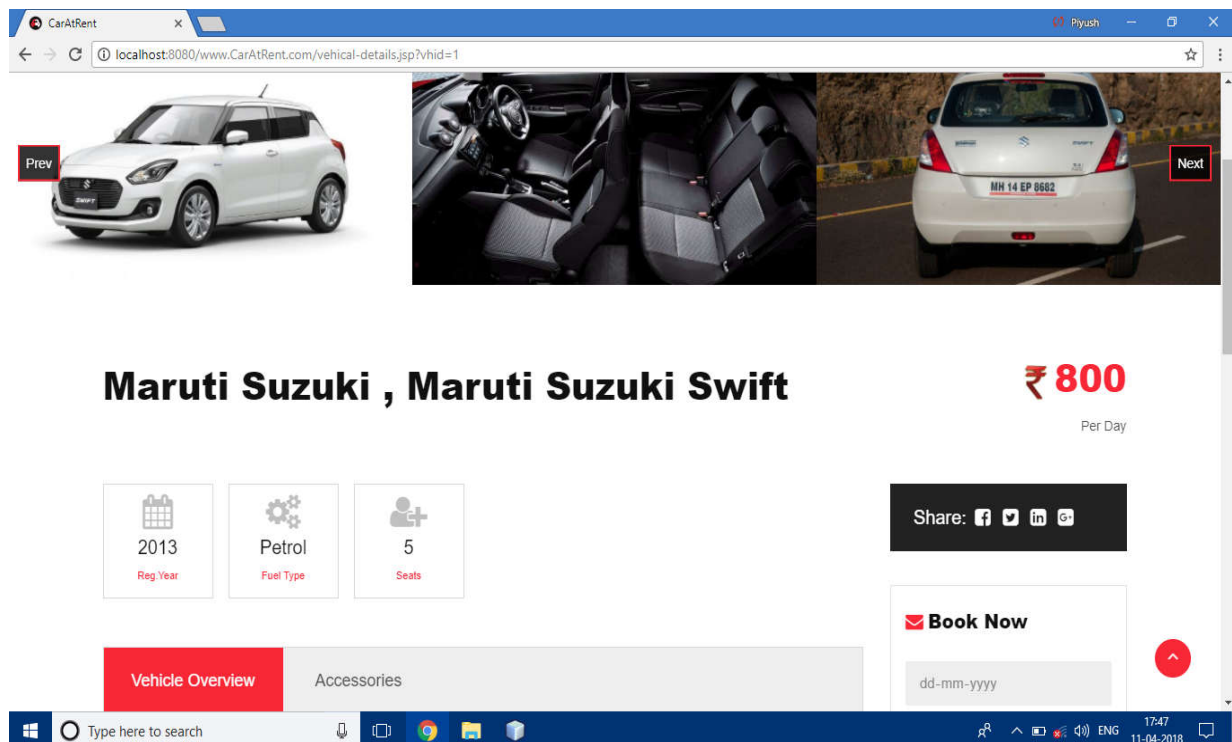 CarAtRent
Piyush
localhost:8080/www.CarAtRent.com/vehical-details.jsp?vhid=1
Prev
SWIFT
MH 14 EP 8682
Next
Maruti Suzuki , Maruti Suzuki Swift
₹ 800
Per Day
2013
Reg.Year
Petrol
Fuel Type
5
Seats
Share:
Book Now
dd-mm-yyyy
Vehicle Overview
Accessories
Type here to search
ENG
17:47
11-04-2018